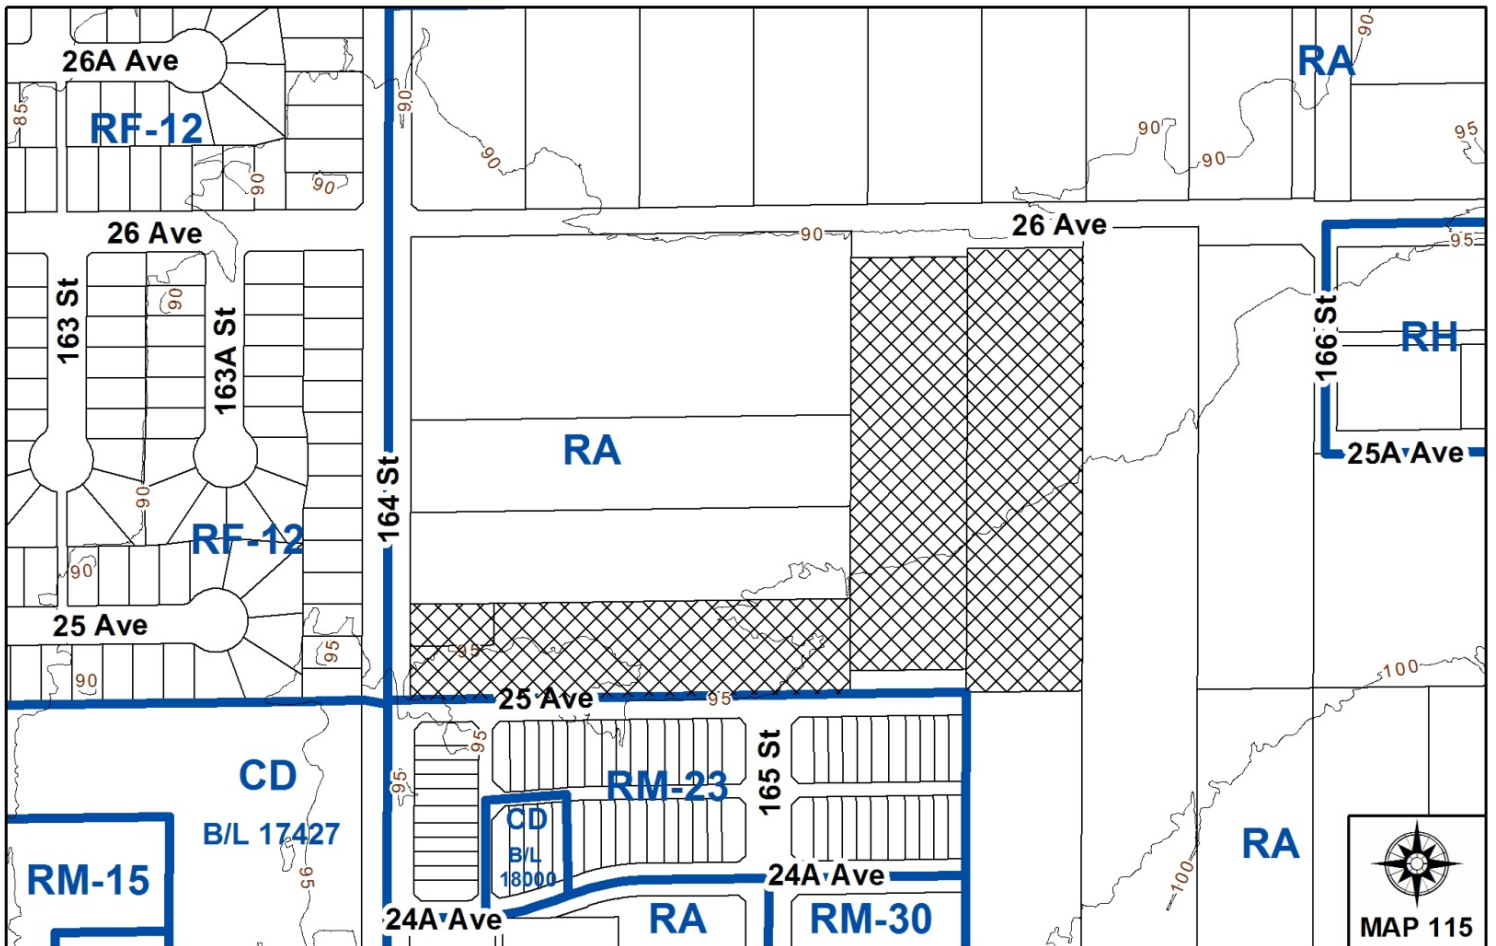 26A Ave
85
RF-12
90
90
90
90
90
90
90
RA
95
26 Ave
90
26 Ave
95
163 St
90
163A St
166 St
RH
25A Ave
RA
164 St
90
RF-12
90
25 Ave
95
90
95
100
25 Ave
95
95
165 St
CD
B/L 17427
95
RM-23
CD
B/L
18000
RM-15
95
24A Ave
24A Ave
RA
RM-30
100
RA
MAP 115